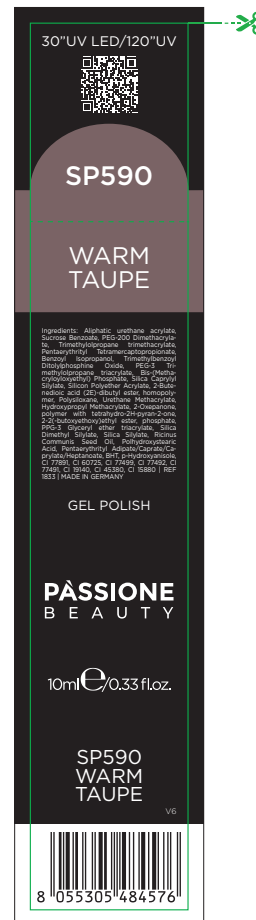 30”UV LED/120”UV
SP590
WARM
TAUPE
Ingredients: Aliphatic urethane acrylate,
Sucrose Benzoate, PEG-200 Dimethacryla-
te, Trimethylolpropane trimethacrylate,
Pentaerythrityl Tetramercaptopropionate,
Benzoyl Isopropanol, Trimethylbenzoyl
Ditolylphosphine Oxide, PEG-3 Tri-
methylolpropane triacrylate, Bis-(Metha-
cryloyloxyethyl) Phosphate, Silica Caprylyl
Silylate, Silicon Polyether Acrylate, 2-Bute-
nedioic acid (2E)-dibutyl ester, homopoly-
mer, Polysiloxane, Urethane Methacrylate,
Hydroxypropyl Methacrylate, 2-Oxepanone,
polymer with tetrahydro-2H-pyran-2-one,
2-2(-butoxyethoxy)ethyl ester, phosphate,
PPG-3 Glyceryl ether triacrylate, Silica
Dimethyl Silylate, Silica Silylate, Ricinus
Communis Seed Oil, Polhydroxystearic
Acid, Pentaerythrityl Adipate/Caprate/Ca-
prylate/Heptanoate, BHT, p-Hydroxyanisole,
CI 77891, CI 60725, CI 77499, CI 77492, CI
77491, CI 19140, CI 45380, CI 15880 | REF
1833 | MADE IN GERMANY
GEL POLISH
PÀSSIONE
BEAUTY
10ml℮/0.33 fl.oz.
SP590
WARM
TAUPE
V6
8 055305 484576